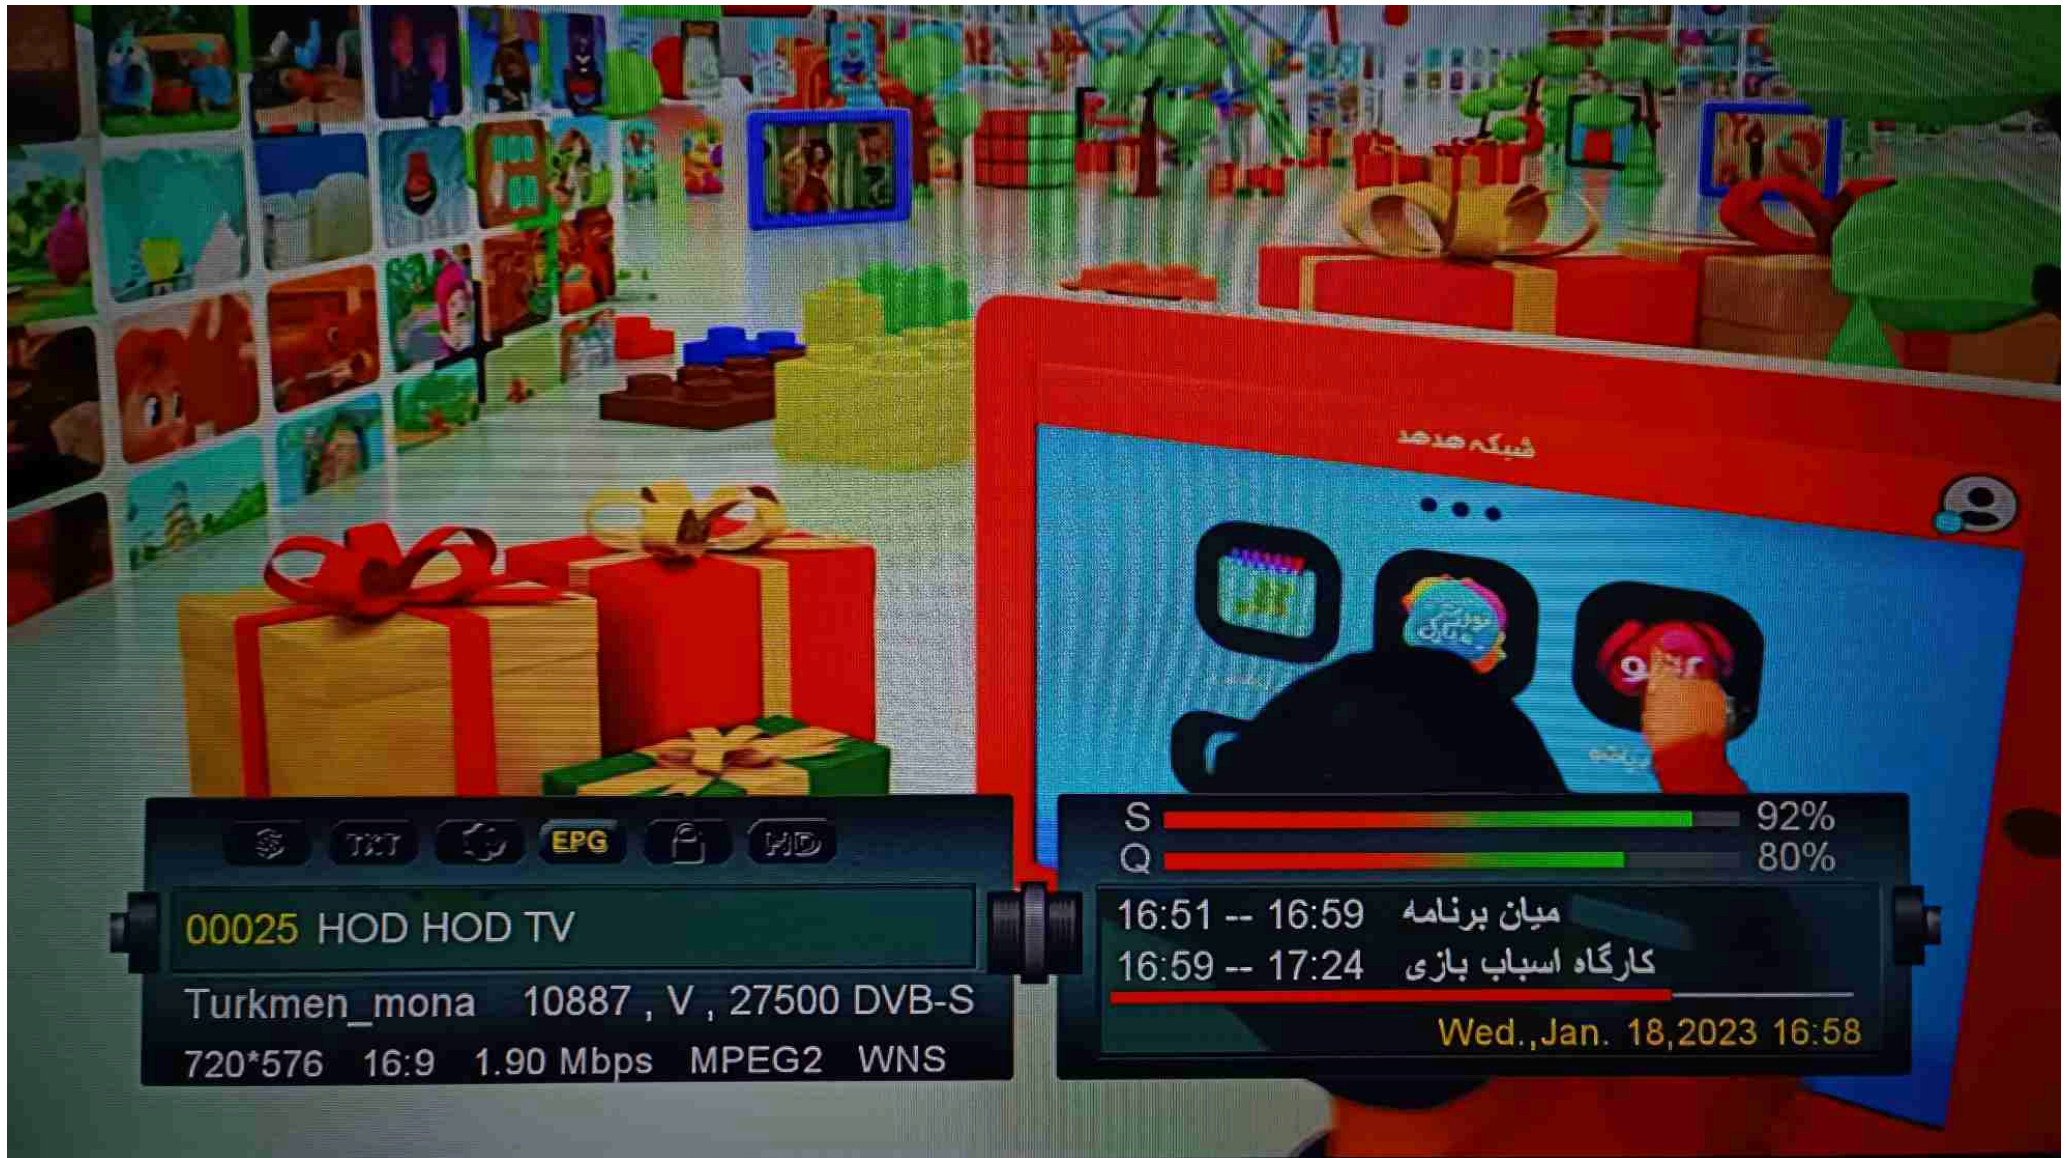 شبکه هدهد
S 92%
Q 80%
$ TXT EPG HD
00025 HOD HOD TV
16:51 -- 16:59 میان برنامه
16:59 -- 17:24 کارگاه اسباب بازی
Turkmen_mona 10887 , V , 27500 DVB-S
Wed.,Jan. 18,2023 16:58
720*576 16:9 1.90 Mbps MPEG2 WNS